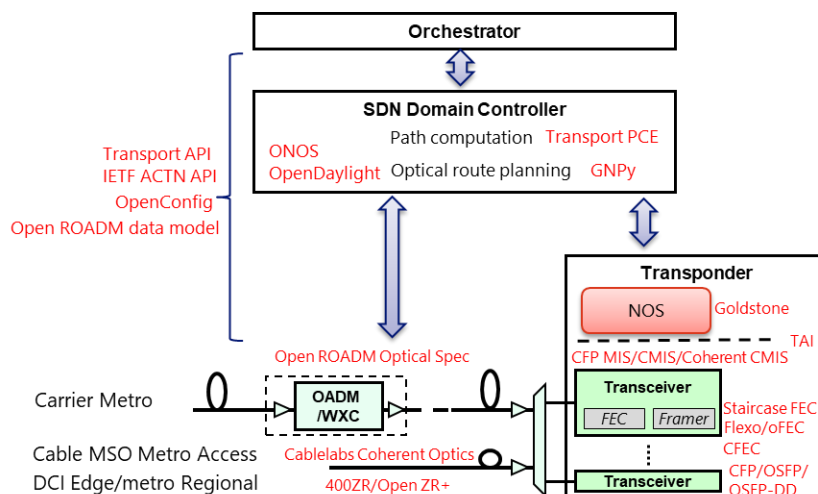 Orchestrator
SDN Domain Controller
Path computation Transport PCE
ONOS
OpenDaylight Optical route planning GNPy
Transport API
IETF ACTN API
OpenConfig
Open ROADM data model
Transponder
NOS
Goldstone
TAI
Open ROADM Optical Spec
CFP MIS/CMIS/Coherent CMIS
Carrier Metro
OADM
/WXC
Transceiver
FEC Framer
Staircase FEC
Flexo/oFEC
CFEC
Cable MSO Metro Access
Cablelabs Coherent Optics
DCI Edge/metro Regional
400ZR/Open ZR+
Transceiver
CFP/OSFP/
QSFP-DD